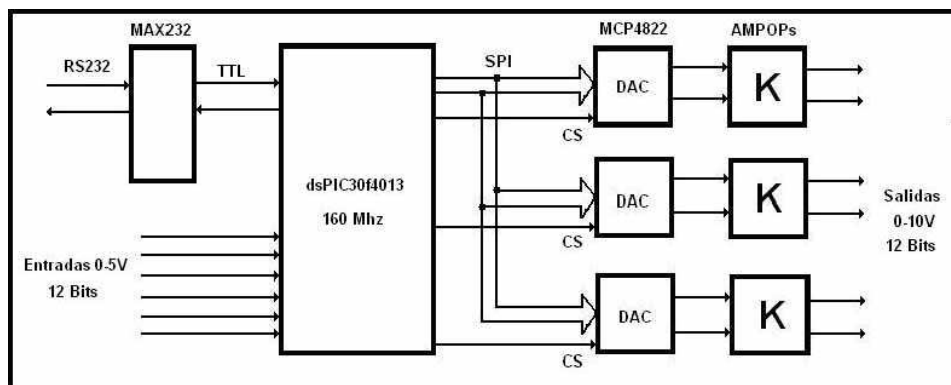 MAX232
MCP4822
AMPOPs
RS232
TTL
SPI
DAC
K
CS
dsPIC30f4013
160 Mhz
DAC
K
CS
Salidas
0-10V
12 Bits
Entradas 0-5V
12 Bits
DAC
K
CS